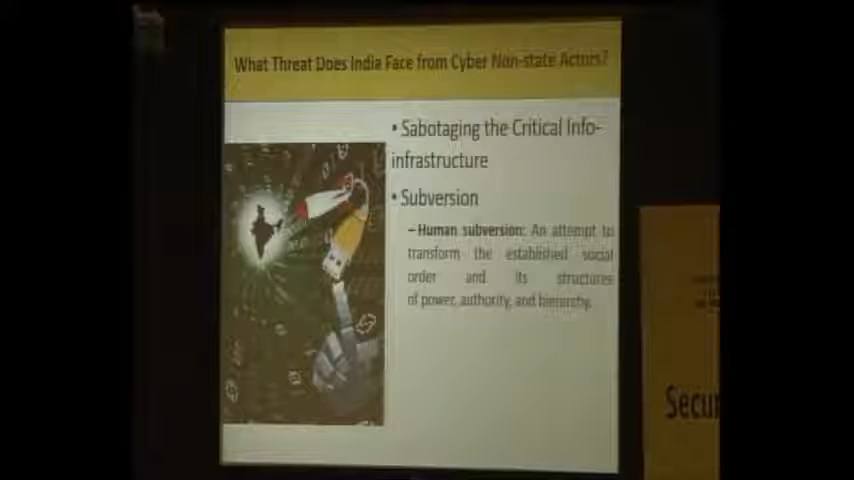 What Threat Does India Face from Cyber Non-state Actors?
• Sabotaging the Critical Info-
infrastructure
• Subversion
– Human subversion: An attempt to
transform the established social
order and its structures
of power, authority, and hierarchy.
Secur